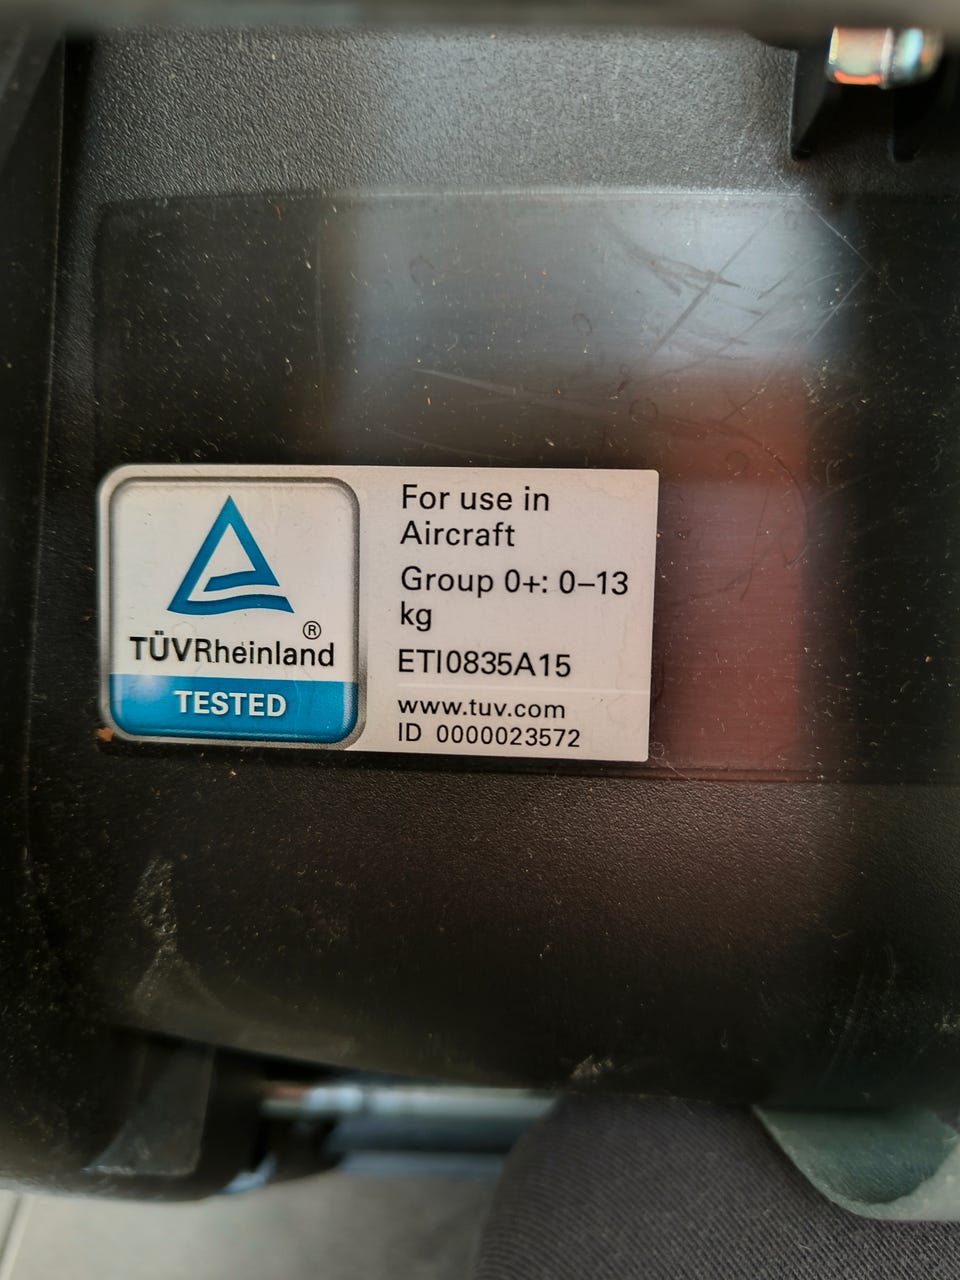 TÜVRheinland®
TESTED
For use in
Aircraft
Group 0+: 0–13
kg
ETI0835A15
www.tuv.com
ID 0000023572